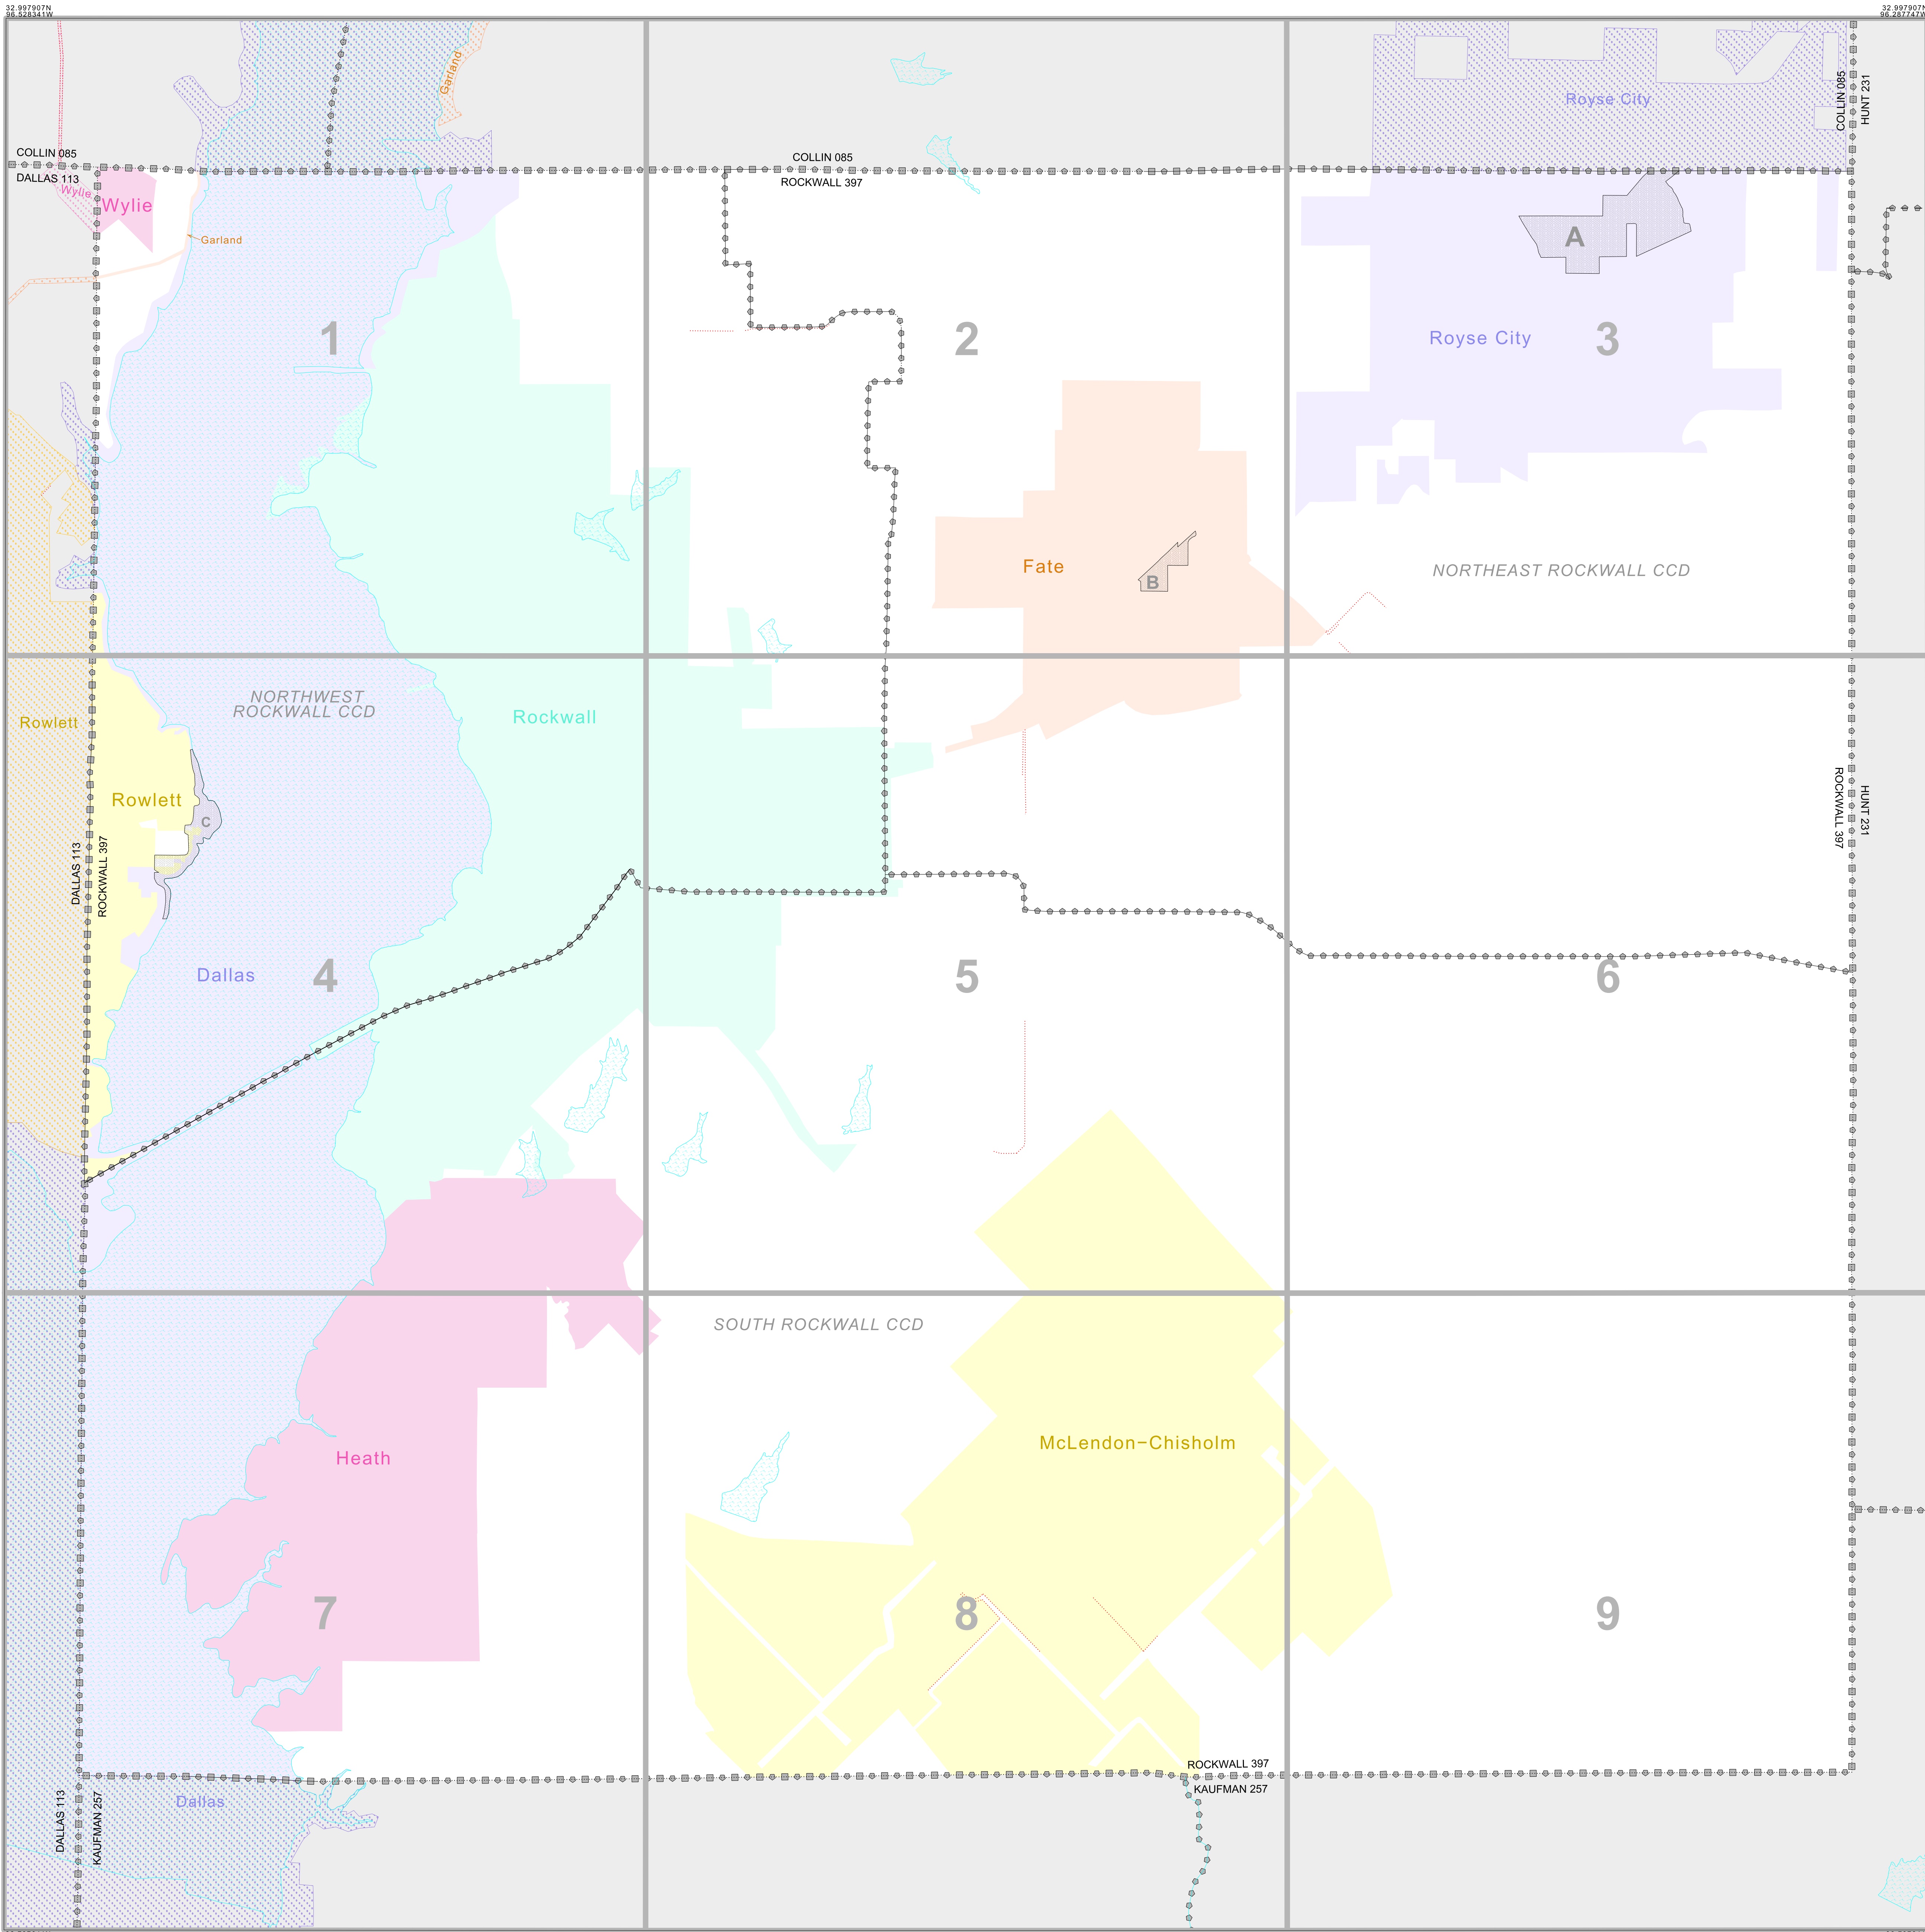 32.997907N
96.528341W
32.997907N
96.287747W
Garland
Royse City
COLLIN 085
HUNT 231
COLLIN 085
DALLAS 113
COLLIN 085
ROCKWALL 397
Wylie
Wylie
Garland
A
1
2
3
Royse City
Fate
B
NORTHEAST ROCKWALL CCD
NORTHWEST
ROCKWALL CCD
Rowlett
Rockwall
Rowlett
C
DALLAS 113
ROCKWALL 397
ROCKWALL 397
HUNT 231
Dallas
4
5
6
SOUTH ROCKWALL CCD
Heath
McLendon-Chisholm
7
8
9
ROCKWALL 397
KAUFMAN 257
Dallas
DALLAS 113
KAUFMAN 257